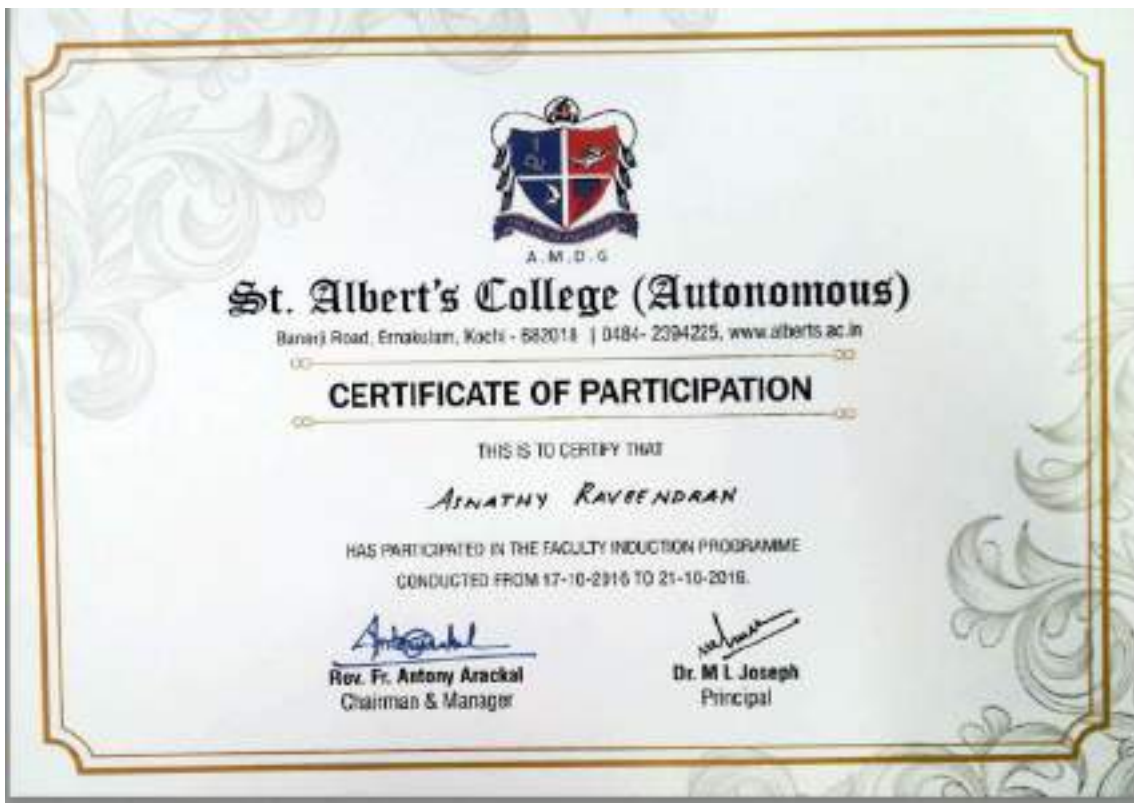 A.M.D.G
St. Albert's College (Autonomous)
Banerji Road, Ernakulam, Kochi - 682018 | 0484- 2394225, www.alberts.ac.in
CERTIFICATE OF PARTICIPATION
THIS IS TO CERTIFY THAT
ASNATHY RAVEENDRAN
HAS PARTICIPATED IN THE FACULTY INDUCTION PROGRAMME
CONDUCTED FROM 17-10-2016 TO 21-10-2016.
Rev. Fr. Antony Arackal
Dr. M L Joseph
Chairman & Manager
Principal